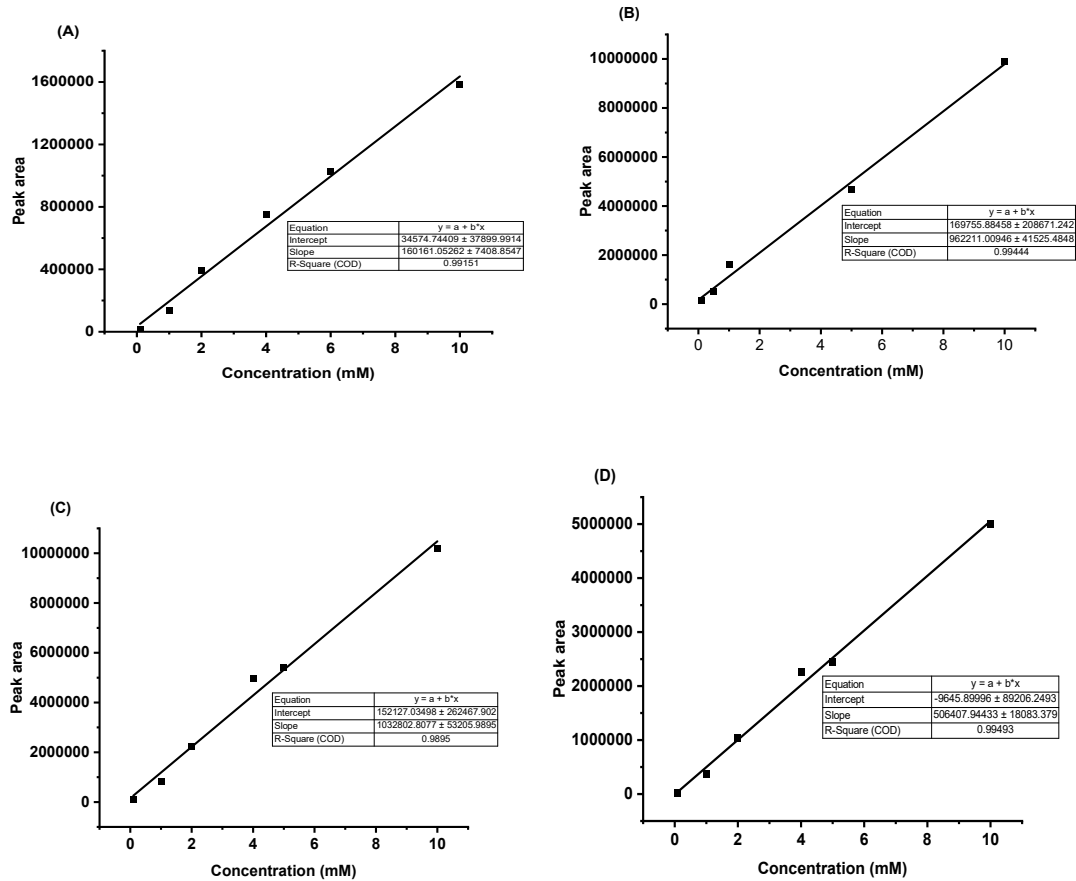 (A)
Peak area
1600000
1200000
800000
400000
0
0 2 4 6 8 10
Concentration (mM)
Equation y = a + b*x
Intercept 34574.74409 ± 37899.9914
Slope 160161.05262 ± 7408.8547
R-Square (COD) 0.99151
(B)
Peak area
10000000
8000000
6000000
4000000
2000000
0
0 2 4 6 8 10
Concentration (mM)
Equation y = a + b*x
Intercept 169755.88458 ± 208671.242
Slope 962211.00946 ± 41525.4848
R-Square (COD) 0.99444
(C)
Peak area
10000000
8000000
6000000
4000000
2000000
0
0 2 4 6 8 10
Concentration (mM)
Equation y = a + b*x
Intercept 152127.03498 ± 262467.902
Slope 1032802.8077 ± 53205.9895
R-Square (COD) 0.9895
(D)
Peak area
5000000
4000000
3000000
2000000
1000000
0
0 2 4 6 8 10
Concentration (mM)
Equation y = a + b*x
Intercept -9645.89996 ± 89206.2493
Slope 506407.94433 ± 18083.379
R-Square (COD) 0.99493